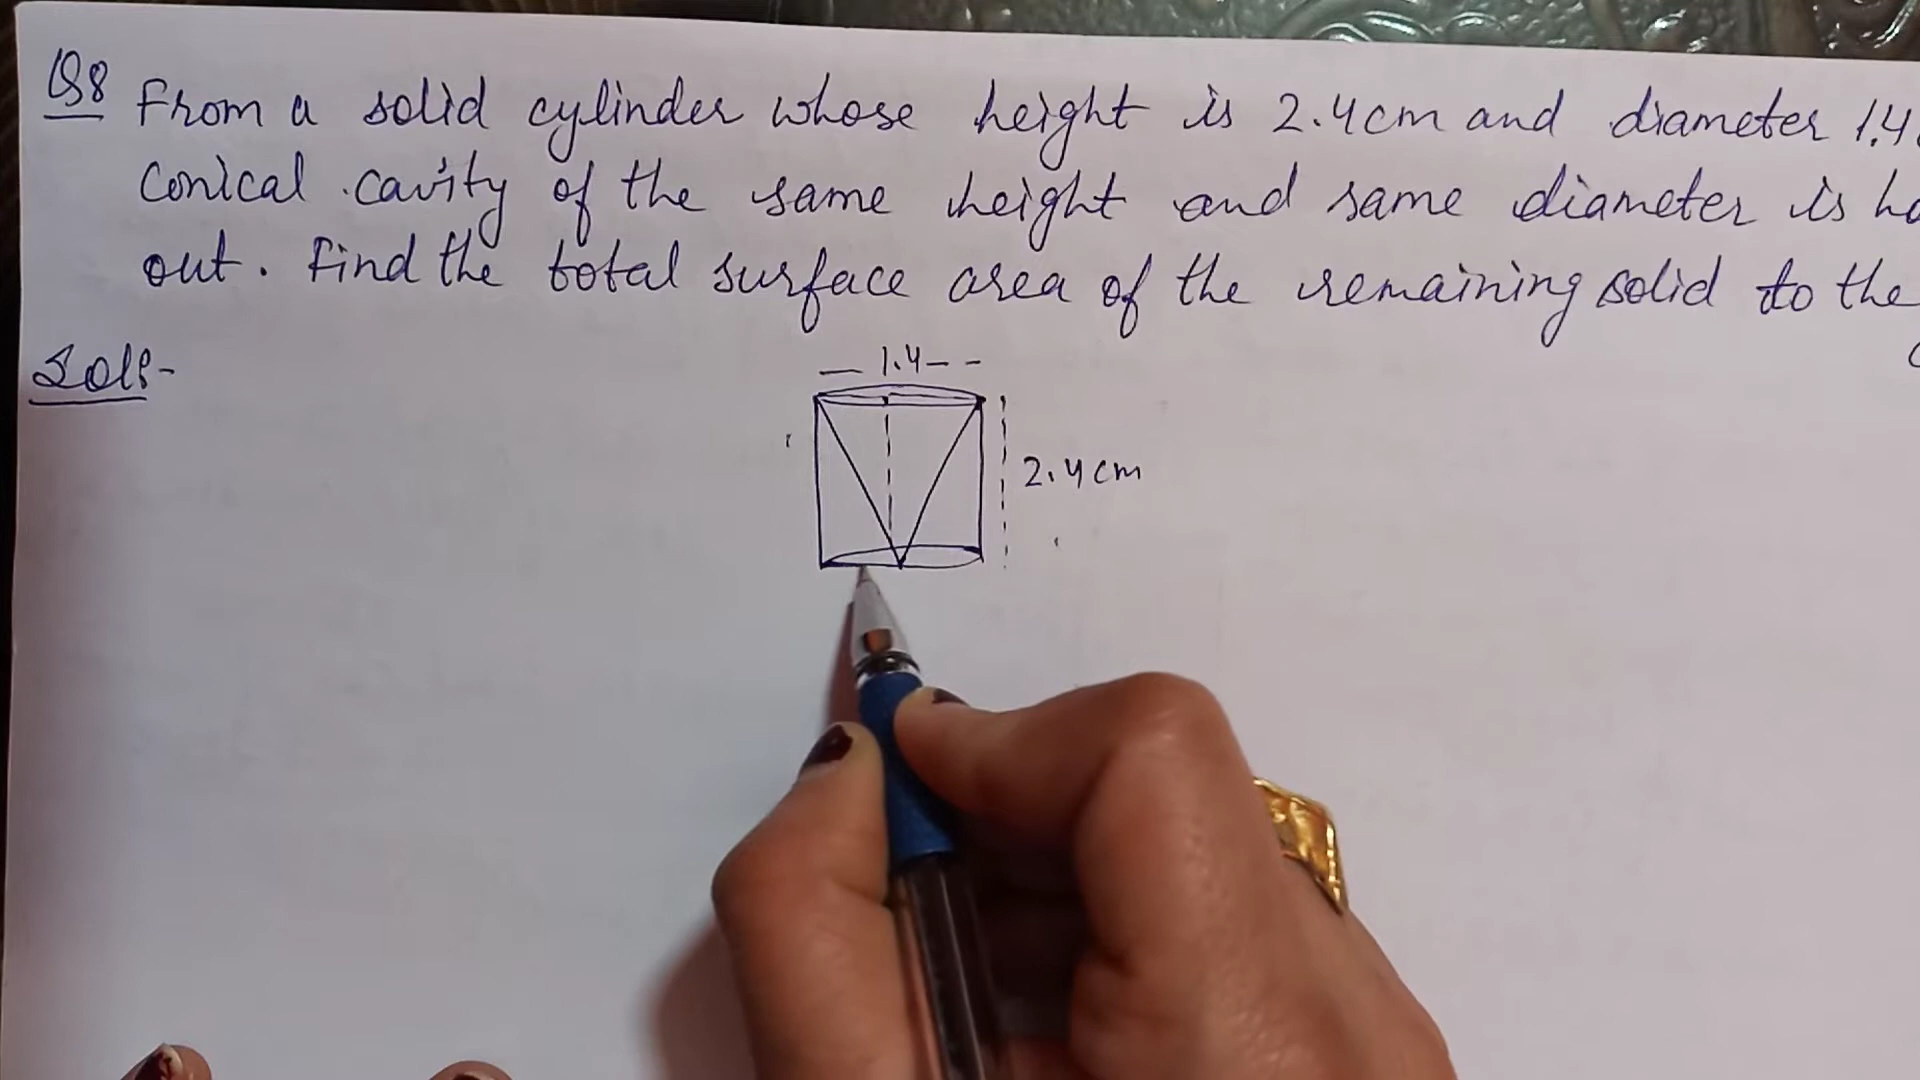 Q8 From a solid cylinder whose height is 2.4cm and diameter 1.4
Conical cavity of the same height and same diameter is
out. Find the total surface area of the remaining solid to the
Sol:-
1.4
2.4cm